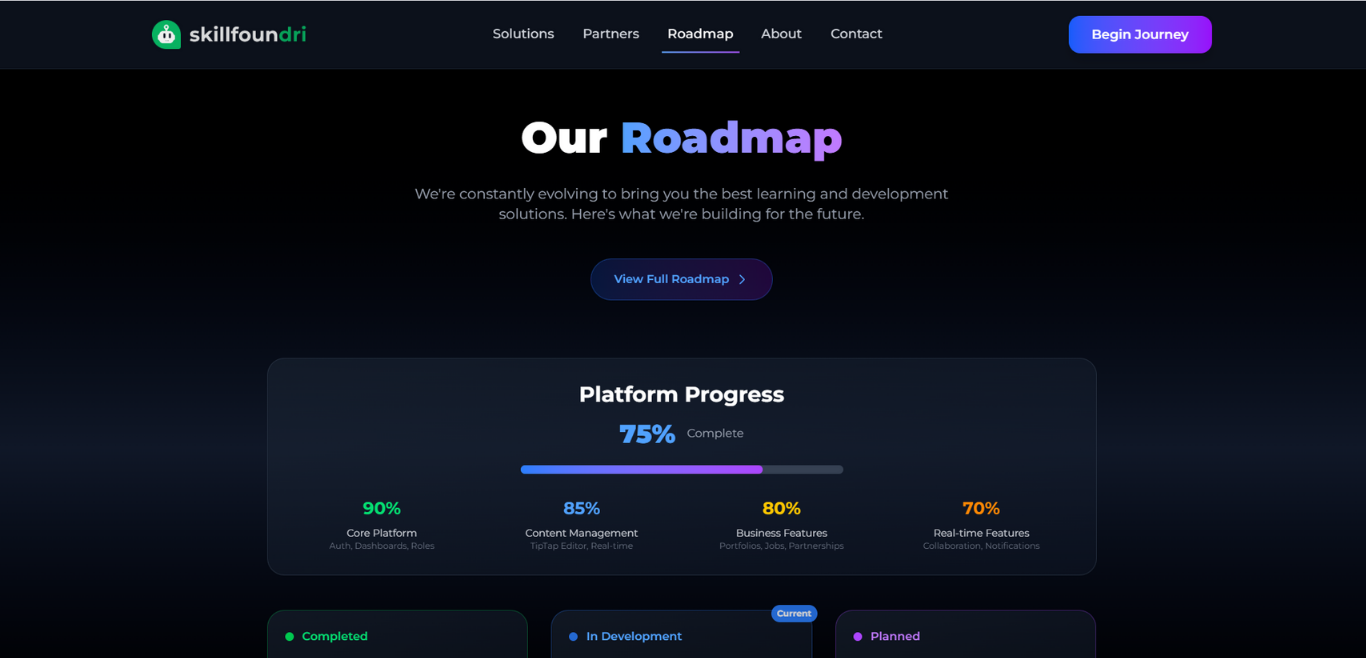 skillfoundri
Solutions
Partners
Roadmap
About
Contact
Begin Journey
Our Roadmap
We're constantly evolving to bring you the best learning and development
solutions. Here's what we're building for the future.
View Full Roadmap
Platform Progress
75% Complete
90%
Core Platform
Auth, Dashboards, Roles
85%
Content Management
TipTap Editor, Real-time
80%
Business Features
Portfolios, Jobs, Partnerships
70%
Real-time Features
Collaboration, Notifications
Completed
Current
In Development
Planned